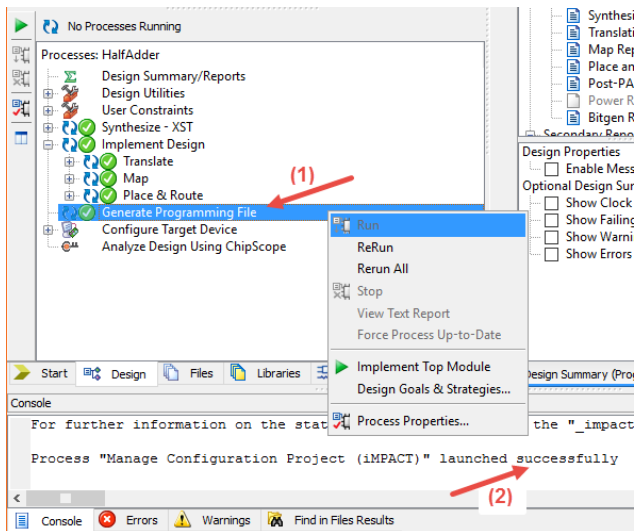 No Processes Running
Processes: HalfAdder
Design Summary/Reports
Design Utilities
User Constraints
Synthesize - XST
Implement Design
Translate
Map
Place & Route
(1)
Generate Programming File
Configure Target Device
Analyze Design Using ChipScope
Run
ReRun
Rerun All
Stop
View Text Report
Force Process Up-to-Date
Implement Top Module
Design Goals & Strategies...
Process Properties...
Synthesi
Translati
Map Rep
Place an
Post-PA
Power R
Bitgen R
Secondary Repo
Design Properties
Enable Mess
Optional Design Sur
Show Clock
Show Failing
Show Warni
Show Errors
Start Design Files Libraries
Design Summary (Prog
Console
For further information on the stat the "_impact
Process "Manage Configuration Project (iMPACT)" launched successfully
(2)
Console Errors Warnings Find in Files Results